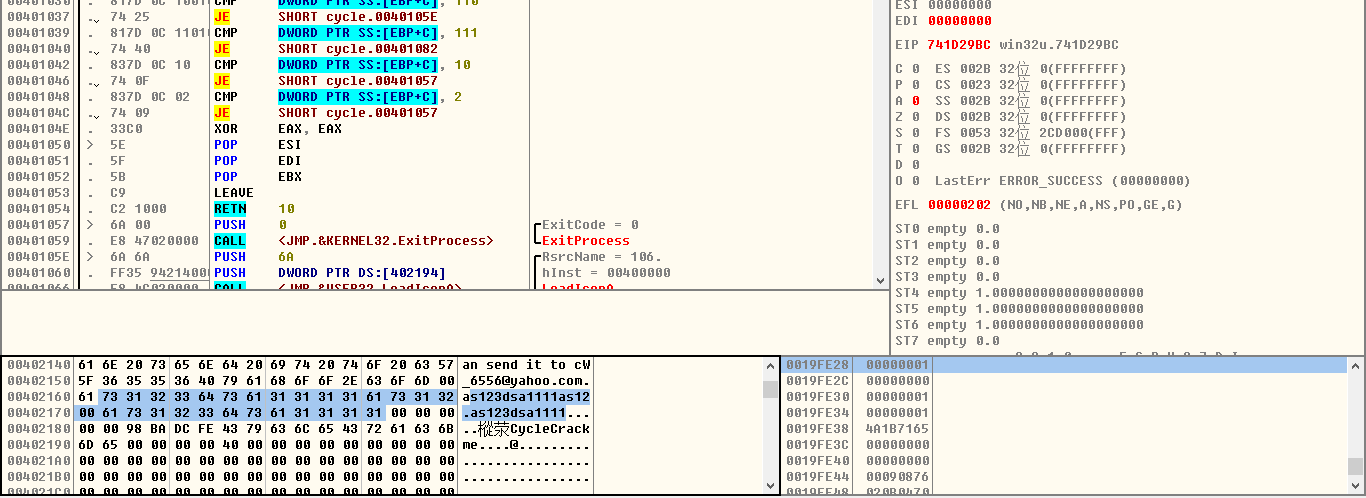 00401037 . 74 25 JE SHORT cycle.0040105E
00401039 . 817D 0C 11010 CMP DWORD PTR SS:[EBP+C], 111
00401040 . 74 40 JE SHORT cycle.00401082
00401042 . 837D 0C 10 CMP DWORD PTR SS:[EBP+C], 10
00401046 . 74 0F JE SHORT cycle.00401057
00401048 . 837D 0C 02 CMP DWORD PTR SS:[EBP+C], 2
0040104C . 74 09 JE SHORT cycle.00401057
0040104E . 33C0 XOR EAX, EAX
00401050 > 5E POP ESI
00401051 . 5F POP EDI
00401052 . 5B POP EBX
00401053 . C9 LEAVE
00401054 . C2 1000 RETN 10
00401057 > 6A 00 PUSH 0 ExitCode = 0
00401059 . E8 47020000 CALL <JMP.&KERNEL32.ExitProcess> ExitProcess
0040105E > 6A 6A PUSH 6A RsrcName = 106.
00401060 . FF35 94214000 PUSH DWORD PTR DS:[402194] hInst = 00400000
ESI 00000000
EDI 00000000
EIP 741D29BC win32u.741D29BC
C 0 ES 002B 32位 0(FFFFFFFF)
P 0 CS 0023 32位 0(FFFFFFFF)
A 0 SS 002B 32位 0(FFFFFFFF)
Z 0 DS 002B 32位 0(FFFFFFFF)
S 0 FS 0053 32位 2CD000(FFF)
T 0 GS 002B 32位 0(FFFFFFFF)
D 0
O 0 LastErr ERROR_SUCCESS (00000000)
EFL 00000202 (NO,NB,NE,A,NS,PO,GE,G)
ST0 empty 0.0
ST1 empty 0.0
ST2 empty 0.0
ST3 empty 0.0
ST4 empty 1.0000000000000000000
ST5 empty 1.0000000000000000000
ST6 empty 1.0000000000000000000
ST7 empty 0.0
00402140 61 6E 20 73 65 6E 64 20 69 74 20 74 6F 20 63 57 an send it to cW
00402150 5F 36 35 35 36 40 79 61 68 6F 6F 2E 63 6F 6D 00 _6556@yahoo.com.
00402160 61 73 31 32 33 64 73 61 31 31 31 31 61 73 31 32 as123dsa1111as12
00402170 00 61 73 31 32 33 64 73 61 31 31 31 31 00 00 00 .as123dsa1111...
00402180 00 00 98 BA DC FE 43 79 63 6C 65 43 72 61 63 6B ..樅荥CycleCrack
00402190 6D 65 00 00 00 00 40 00 00 00 00 00 00 00 00 00 me....@.........
004021A0 00 00 00 00 00 00 00 00 00 00 00 00 00 00 00 00 ................
004021B0 00 00 00 00 00 00 00 00 00 00 00 00 00 00 00 00 ................
0019FE28 00000001
0019FE2C 00000000
0019FE30 00000001
0019FE34 00000001
0019FE38 4A1B7165
0019FE3C 00000000
0019FE40 00000000
0019FE44 00090876